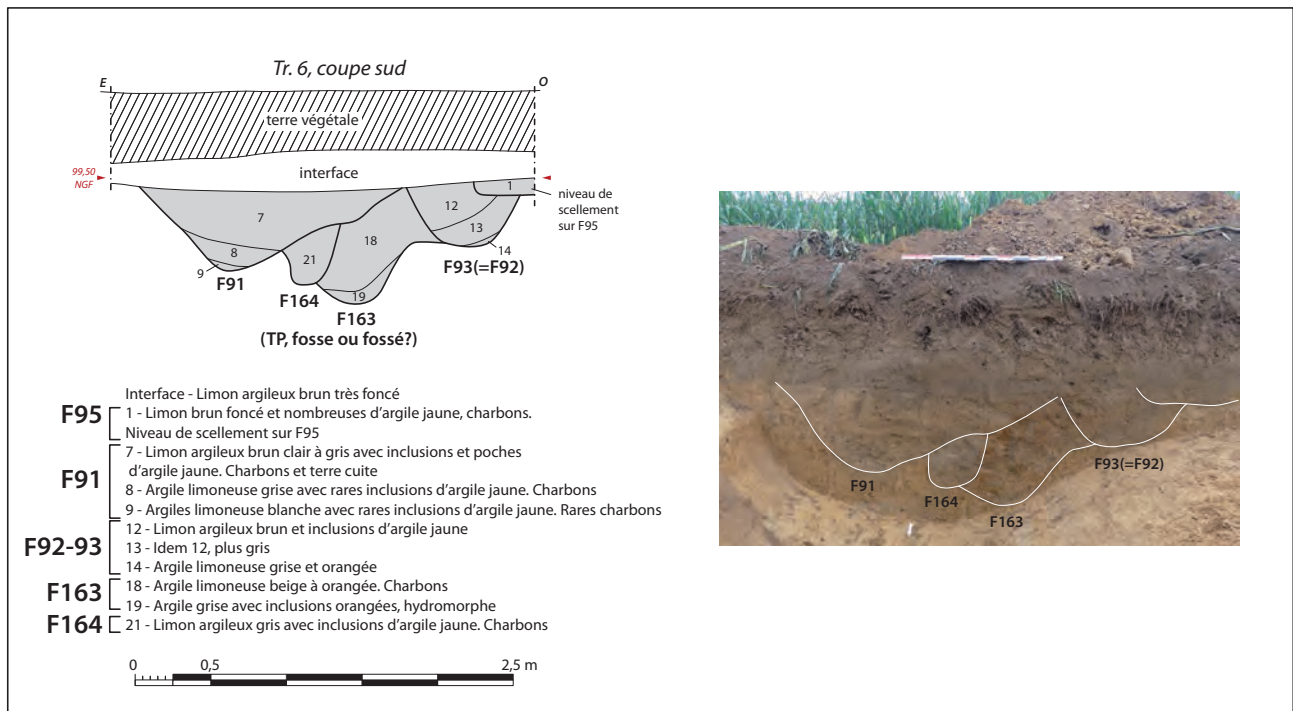 Tr. 6, coupe sud
E
O
terre végétale
interface
99,50
NGF
1
niveau de
scellement
sur F95
7
12
13
18
8
21
14
9
F91
F93(=F92)
F164
19
F163
(TP, fosse ou fossé?)
Interface - Limon argileux brun très foncé
F95
1 - Limon brun foncé et nombreuses d'argile jaune, charbons.
Niveau de scellement sur F95
F91
7 - Limon argileux brun clair à gris avec inclusions et poches
d'argile jaune. Charbons et terre cuite
8 - Argile limoneuse grise avec rares inclusions d'argile jaune. Charbons
9 - Argiles limoneuse blanche avec rares inclusions d'argile jaune. Rares charbons
F92-93
12 - Limon argileux brun et inclusions d'argile jaune
13 - Idem 12, plus gris
14 - Argile limoneuse grise et orangée
F163
18 - Argile limoneuse beige à orangée. Charbons
19 - Argile grise avec inclusions orangées, hydromorphe
F164
21 - Limon argileux gris avec inclusions d'argile jaune. Charbons
0 0,5 2,5 m
F91
F164
F163
F93(=F92)